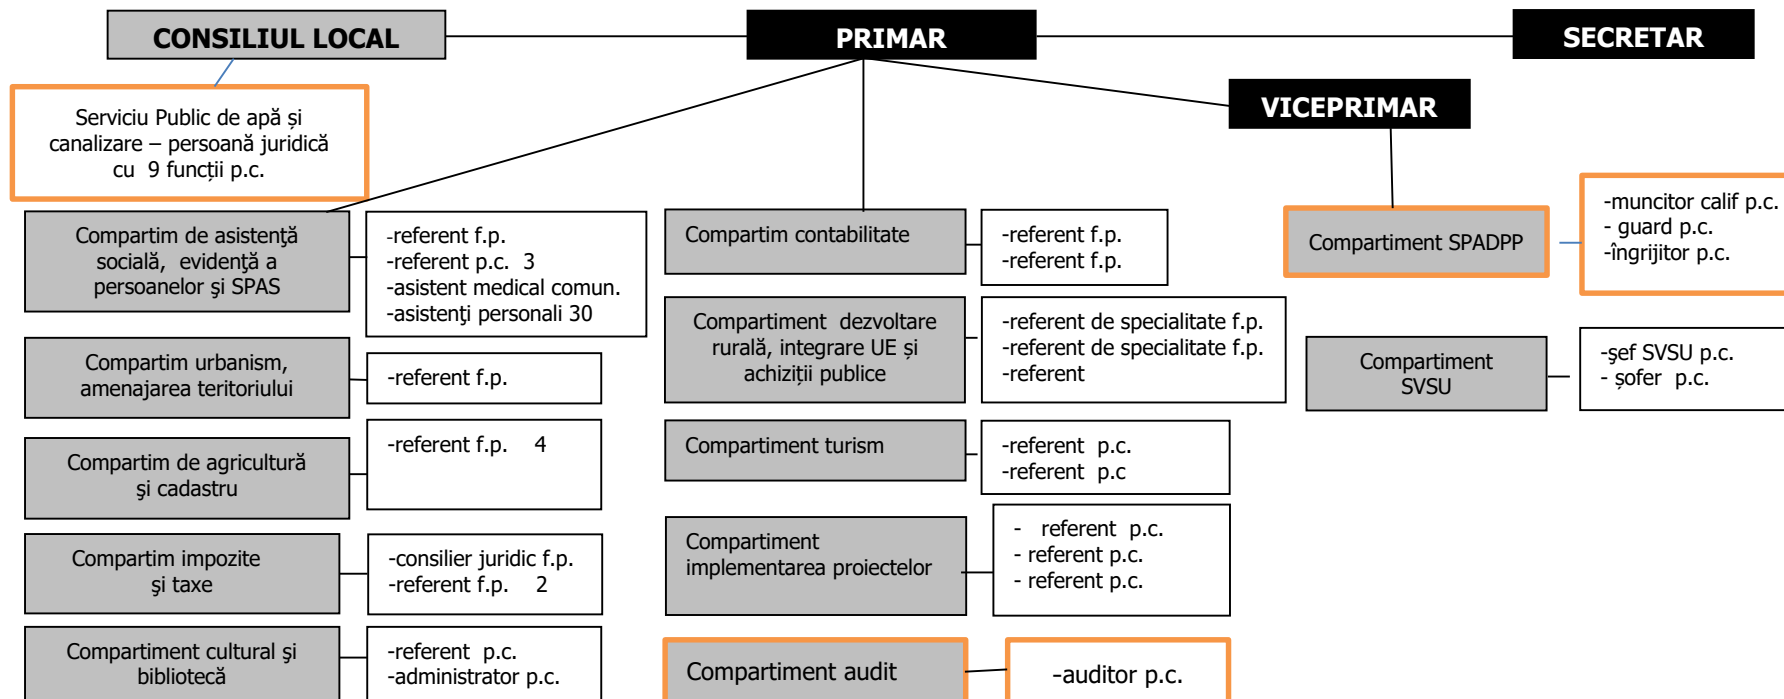 CONSILIUL LOCAL
PRIMAR
SECRETAR
VICEPRIMAR
Serviciu Public de apă și
canalizare – persoană juridică
cu 9 funcții p.c.
Compartim de asistenţă
socială, evidenţă a
persoanelor şi SPAS
-referent f.p.
-referent p.c. 3
-asistent medical comun.
-asistenţi personali 30
Compartim urbanism,
amenajarea teritoriului
-referent f.p.
Compartim de agricultură
şi cadastru
-referent f.p. 4
Compartim impozite
şi taxe
-consilier juridic f.p.
-referent f.p. 2
Compartiment cultural şi
bibliotecă
-referent p.c.
-administrator p.c.
Compartim contabilitate
-referent f.p.
-referent f.p.
Compartiment dezvoltare
rurală, integrare UE și
achiziții publice
-referent de specialitate f.p.
-referent de specialitate f.p.
-referent
Compartiment turism
-referent p.c.
-referent p.c
Compartiment
implementarea proiectelor
- referent p.c.
- referent p.c.
- referent p.c.
Compartiment audit
-auditor p.c.
Compartiment SPADPP
-muncitor calif p.c.
- guard p.c.
-îngrijitor p.c.
Compartiment
SVSU
-şef SVSU p.c.
- șofer p.c.